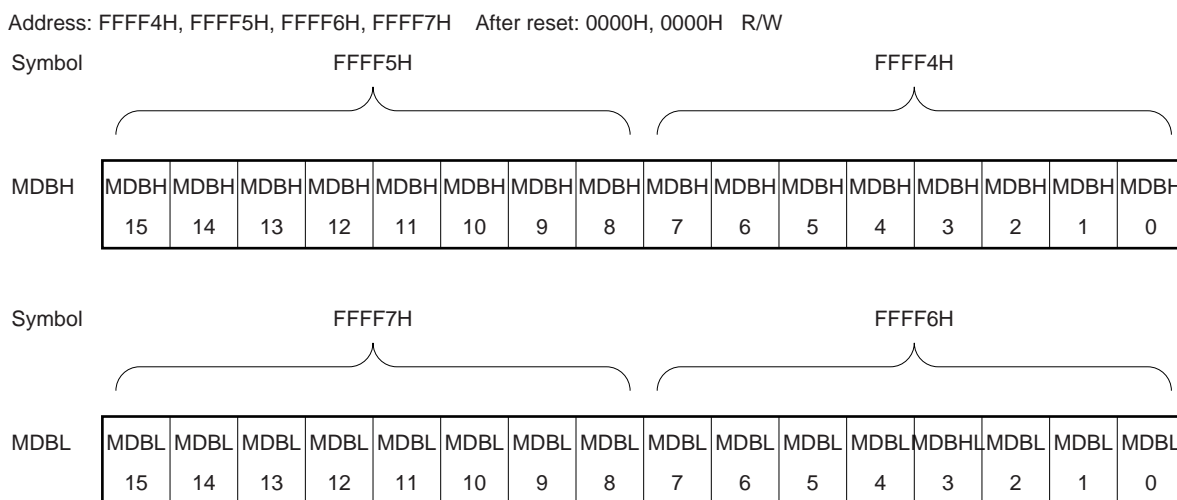 Address: FFFF4H, FFFF5H, FFFF6H, FFFF7H After reset: 0000H, 0000H R/W
Symbol FFFF5H FFFF4H
MDBH MDBH MDBH MDBH MDBH MDBH MDBH MDBH MDBH MDBH MDBH MDBH MDBH MDBH MDBH MDBH MDBH
15 14 13 12 11 10 9 8 7 6 5 4 3 2 1 0
Symbol FFFF7H FFFF6H
MDBL MDBL MDBL MDBL MDBL MDBL MDBL MDBL MDBL MDBL MDBL MDBL MDBL MDBHL MDBL MDBL MDBL
15 14 13 12 11 10 9 8 7 6 5 4 3 2 1 0